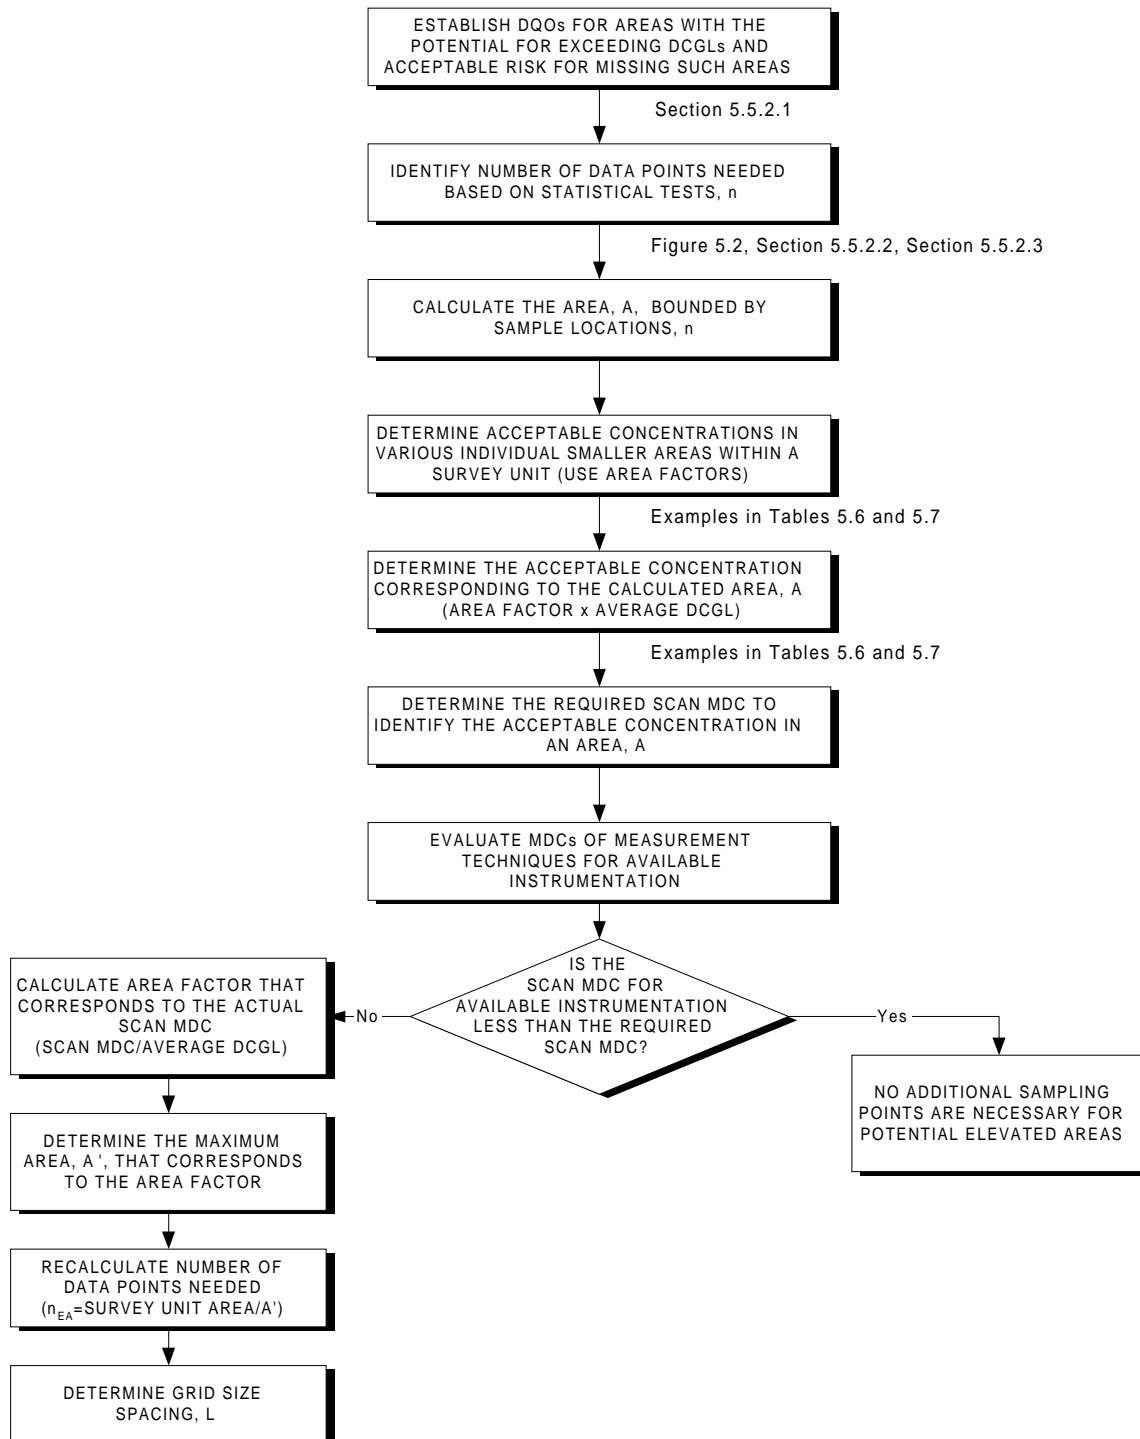 ESTABLISH DQOs FOR AREAS WITH THE
POTENTIAL FOR EXCEEDING DCGLs AND
ACCEPTABLE RISK FOR MISSING SUCH AREAS
Section 5.5.2.1
IDENTIFY NUMBER OF DATA POINTS NEEDED
BASED ON STATISTICAL TESTS, n
Figure 5.2, Section 5.5.2.2, Section 5.5.2.3
CALCULATE THE AREA, A, BOUNDED BY
SAMPLE LOCATIONS, n
DETERMINE ACCEPTABLE CONCENTRATIONS IN
VARIOUS INDIVIDUAL SMALLER AREAS WITHIN A
SURVEY UNIT (USE AREA FACTORS)
Examples in Tables 5.6 and 5.7
DETERMINE THE ACCEPTABLE CONCENTRATION
CORRESPONDING TO THE CALCULATED AREA, A
(AREA FACTOR x AVERAGE DCGL)
Examples in Tables 5.6 and 5.7
DETERMINE THE REQUIRED SCAN MDC TO
IDENTIFY THE ACCEPTABLE CONCENTRATION IN
AN AREA, A
EVALUATE MDCs OF MEASUREMENT
TECHNIQUES FOR AVAILABLE
INSTRUMENTATION
IS THE
SCAN MDC FOR
AVAILABLE INSTRUMENTATION
LESS THAN THE REQUIRED
SCAN MDC?
No
Yes
CALCULATE AREA FACTOR THAT
CORRESPONDS TO THE ACTUAL
SCAN MDC
(SCAN MDC/AVERAGE DCGL)
NO ADDITIONAL SAMPLING
POINTS ARE NECESSARY FOR
POTENTIAL ELEVATED AREAS
DETERMINE THE MAXIMUM
AREA, A', THAT CORRESPONDS
TO THE AREA FACTOR
RECALCULATE NUMBER OF
DATA POINTS NEEDED
(nEA=SURVEY UNIT AREA/A')
DETERMINE GRID SIZE
SPACING, L